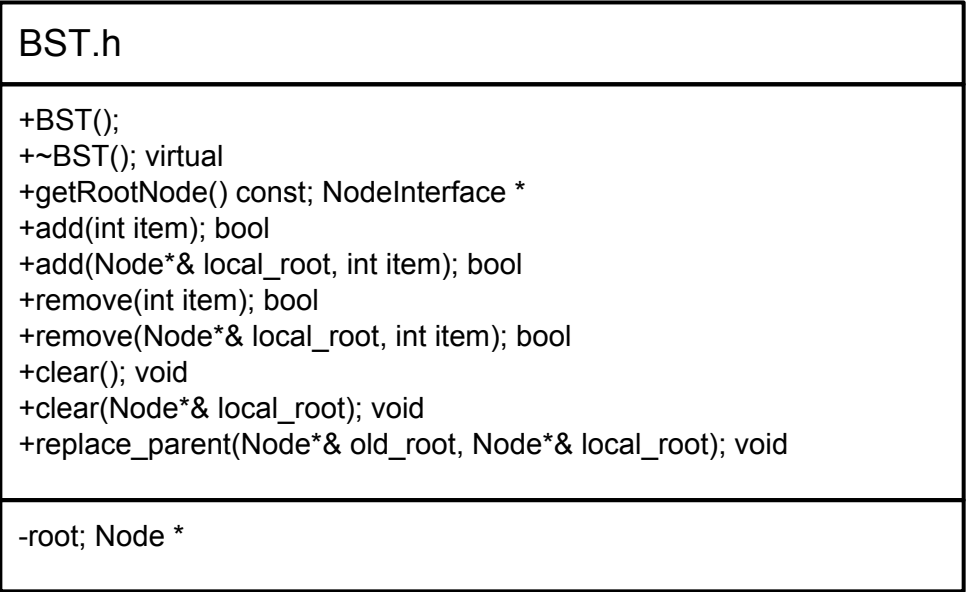 BST.h
+BST();
+~BST(); virtual
+getRootNode() const; NodeInterface *
+add(int item); bool
+add(Node*& local_root, int item); bool
+remove(int item); bool
+remove(Node*& local_root, int item); bool
+clear(); void
+clear(Node*& local_root); void
+replace_parent(Node*& old_root, Node*& local_root); void
-root; Node *